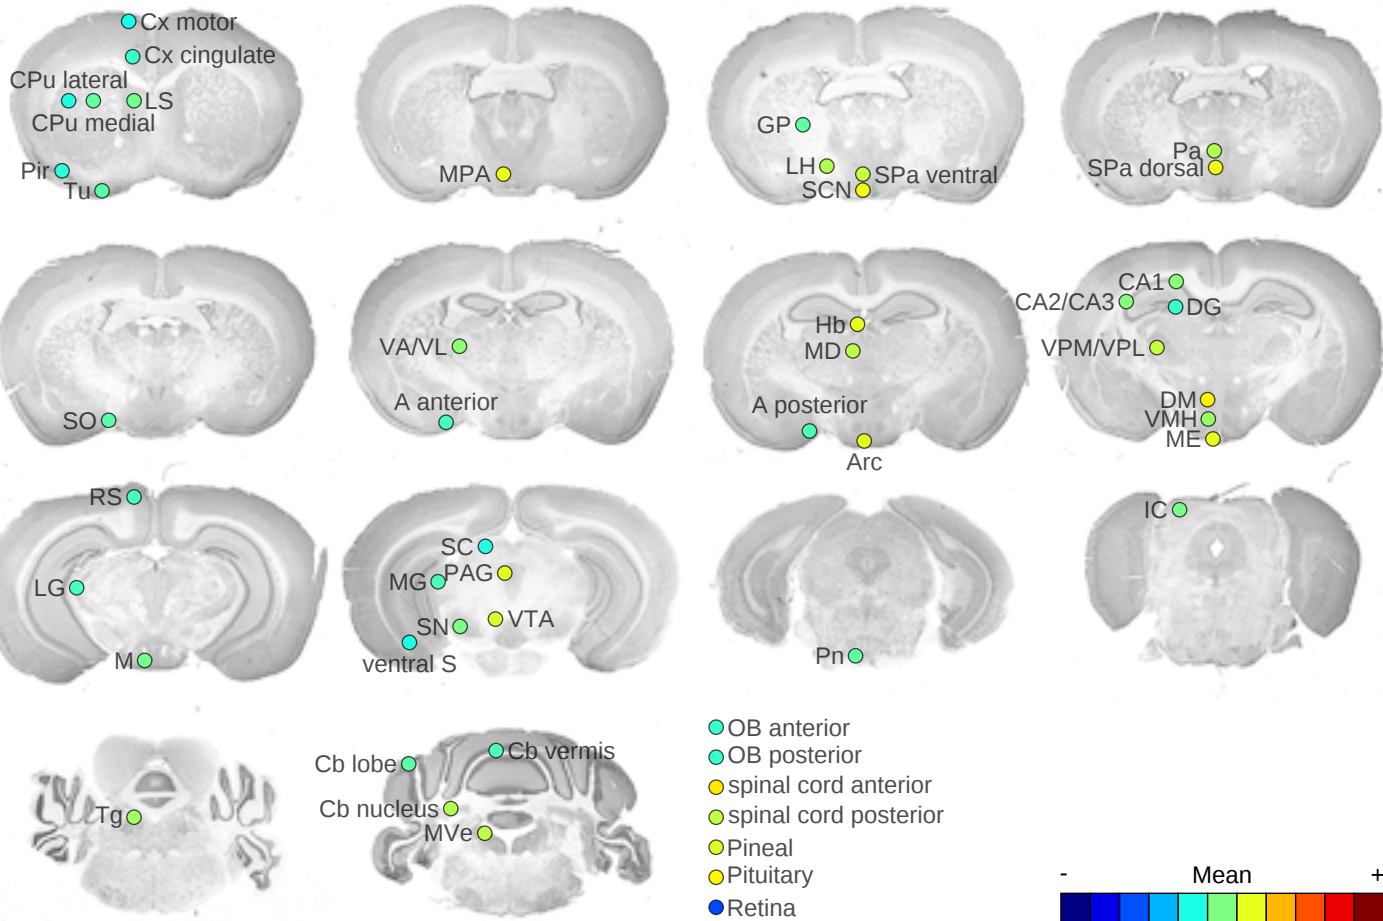 Cx motor
Cx cingulate
CPu lateral
LS
CPu medial
Pir
Tu
MPA
GP
LH
SPa ventral
SCN
Pa
SPa dorsal
SO
VA/VL
A anterior
Hb
MD
A posterior
Arc
CA1
CA2/CA3
DG
VPM/VPL
DM
VMH
ME
RS
LG
M
SC
PAG
MG
VTA
SN
ventral S
Pn
IC
Tg
Cb vermis
Cb lobe
Cb nucleus
MVe
OB anterior
OB posterior
spinal cord anterior
spinal cord posterior
Pineal
Pituitary
Retina
- Mean +